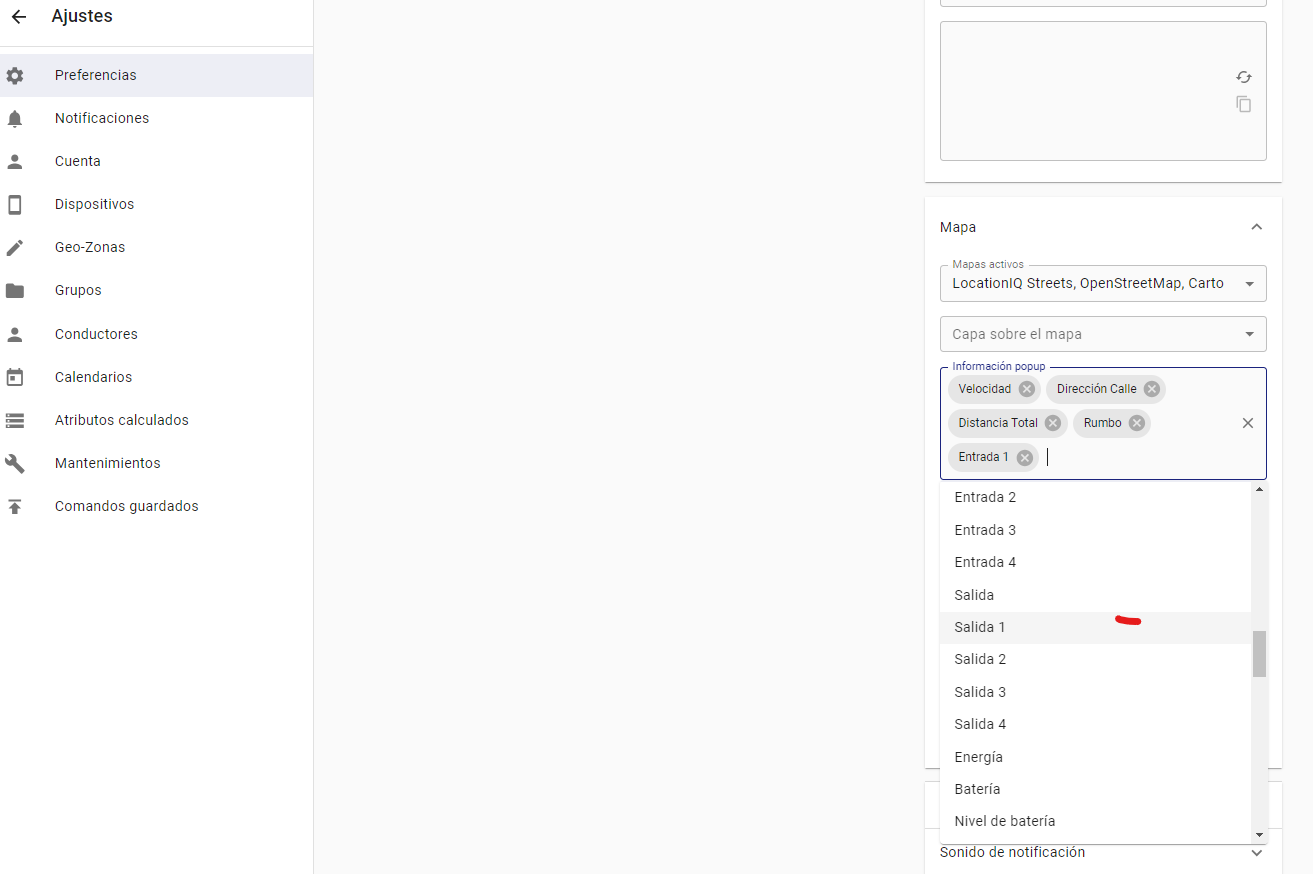 Ajustes
Preferencias
Notificaciones
Cuenta
Dispositivos
Geo-Zonas
Grupos
Conductores
Calendarios
Atributos calculados
Mantenimientos
Comandos guardados
Mapa
Mapas activos
LocationIQ Streets, OpenStreetMap, Carto
Capa sobre el mapa
Información popup
Velocidad Dirección Calle
Distancia Total Rumbo
Entrada 1
Entrada 2
Entrada 3
Entrada 4
Salida
Salida 1
Salida 2
Salida 3
Salida 4
Energía
Batería
Nivel de batería
Sonido de notificación